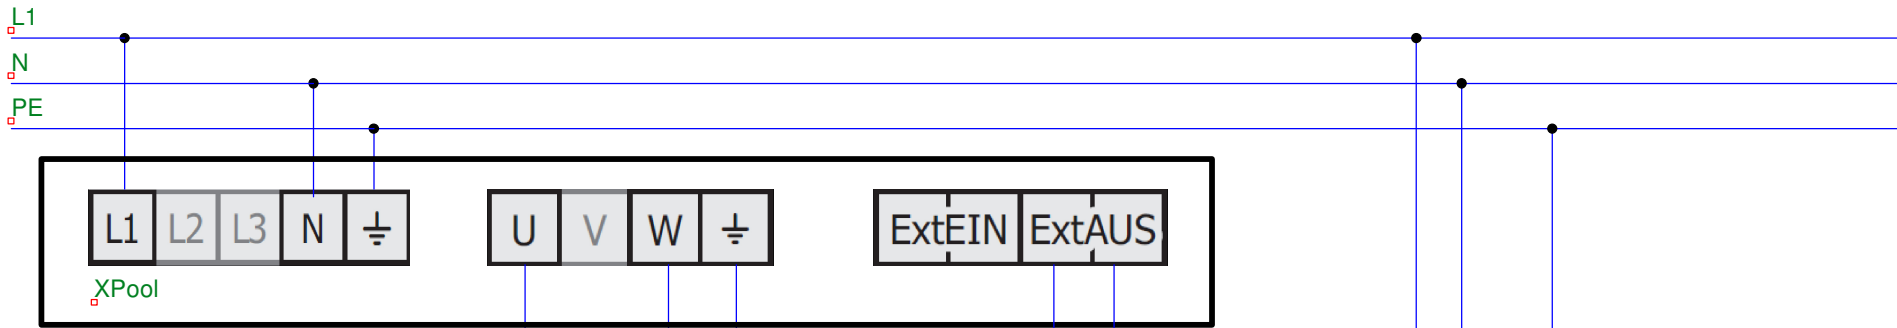 L1
N
PE
L1 L2 L3 N
U V W
ExtEIN ExtAUS
XPool